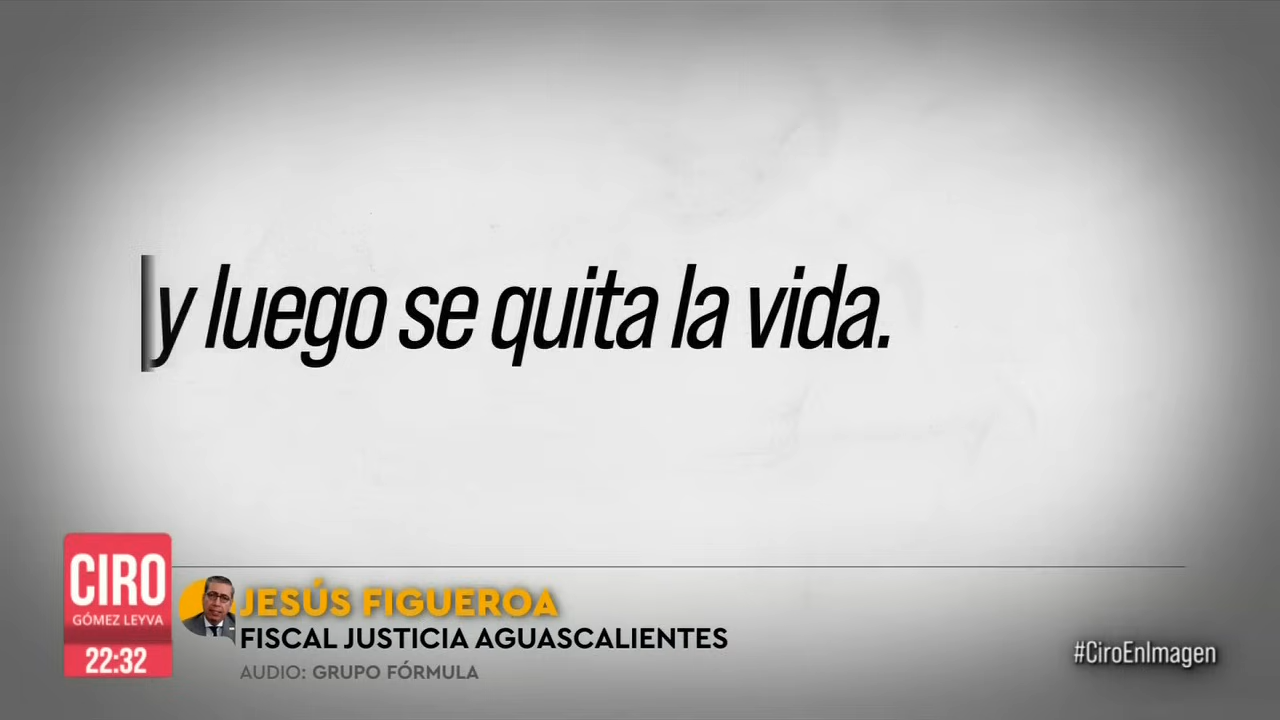 y luego se quita la vida.
CIRO
GÓMEZ LEYVA
22:32
JESÚS FIGUEROA
FISCAL JUSTICIA AGUASCALIENTES
AUDIO: GRUPO FÓRMULA
#CiroEnImagen